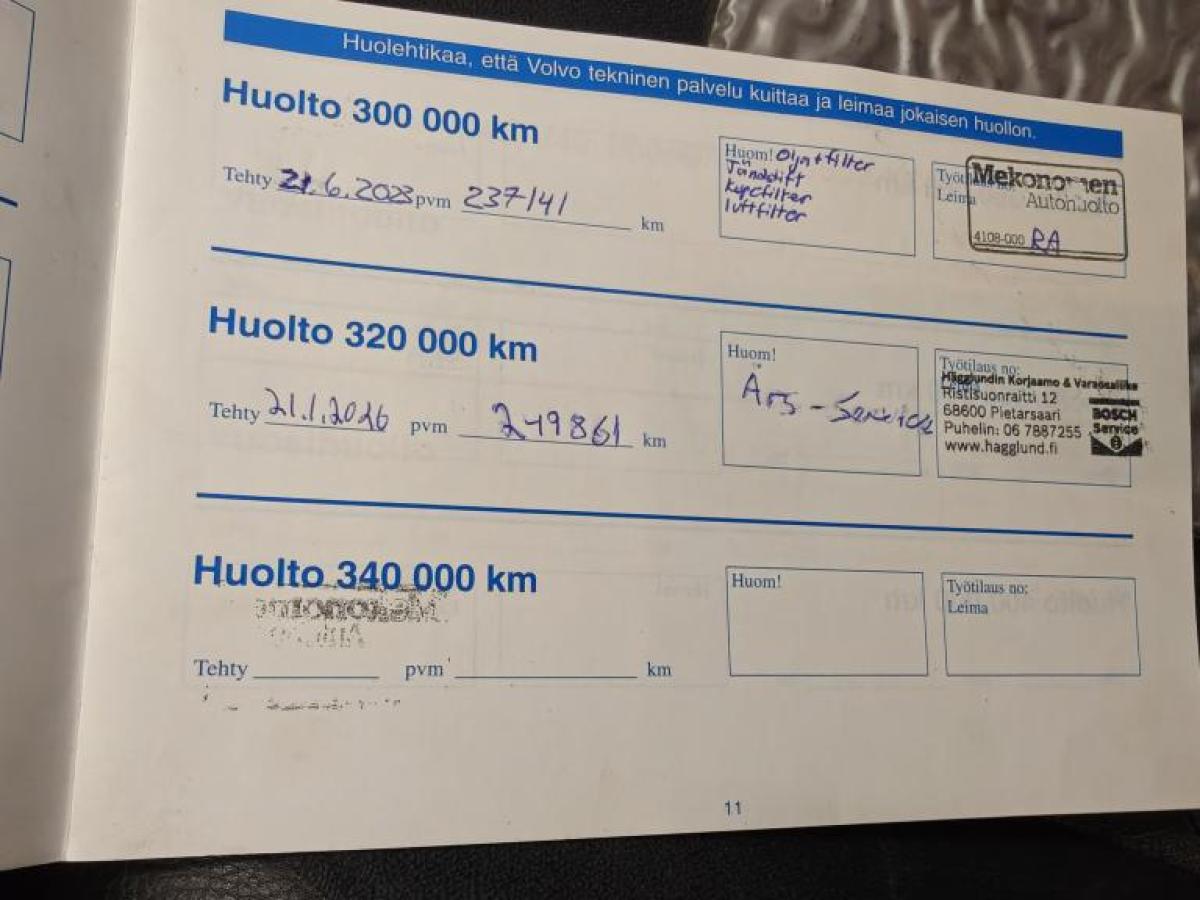 Huolehtikaa, että Volvo tekninen palvelu kuittaa ja leimaa jokaisen huollon.
Huolto 300 000 km
Tehty 21.6.2023 pvm 237141 km
Huom! Olja+filter
Tändstift
Kupefilter
luftfilter
Työtilaus no:
Leima
Mekonomen
Autohuolto
4108-000 RA
Huolto 320 000 km
Tehty 21.1.2026 pvm 249861 km
Huom!
Års-Service
Työtilaus no:
Hägglundin Korjaamo & Varaosaliike
Ristisuonraitti 12
68600 Pietarsaari
Puhelin: 06 7887255
www.hagglund.fi
BOSCH
Service
Huolto 340 000 km
Tehty pvm km
Huom!
Työtilaus no:
Leima
11